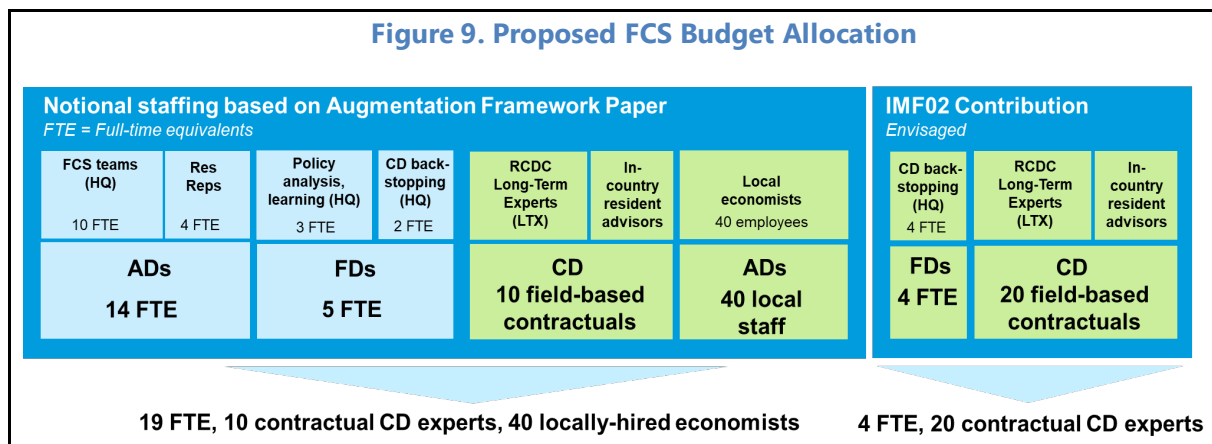 Figure 9. Proposed FCS Budget Allocation
Notional staffing based on Augmentation Framework Paper
FTE = Full-time equivalents
FCS teams
(HQ)
10 FTE
Res
Reps
4 FTE
Policy
analysis,
learning (HQ)
3 FTE
CD back-
stopping (HQ)
2 FTE
RCDC
Long-Term
Experts
(LTX)
In-
country
resident
advisors
Local
economists
40 employees
ADs
14 FTE
FDs
5 FTE
CD
10 field-based
contractuals
ADs
40 local
staff
19 FTE, 10 contractual CD experts, 40 locally-hired economists
IMF02 Contribution
Envisaged
CD back-
stopping
(HQ)
4 FTE
RCDC
Long-Term
Experts
(LTX)
In-
country
resident
advisors
FDs
4 FTE
CD
20 field-based
contractuals
4 FTE, 20 contractual CD experts